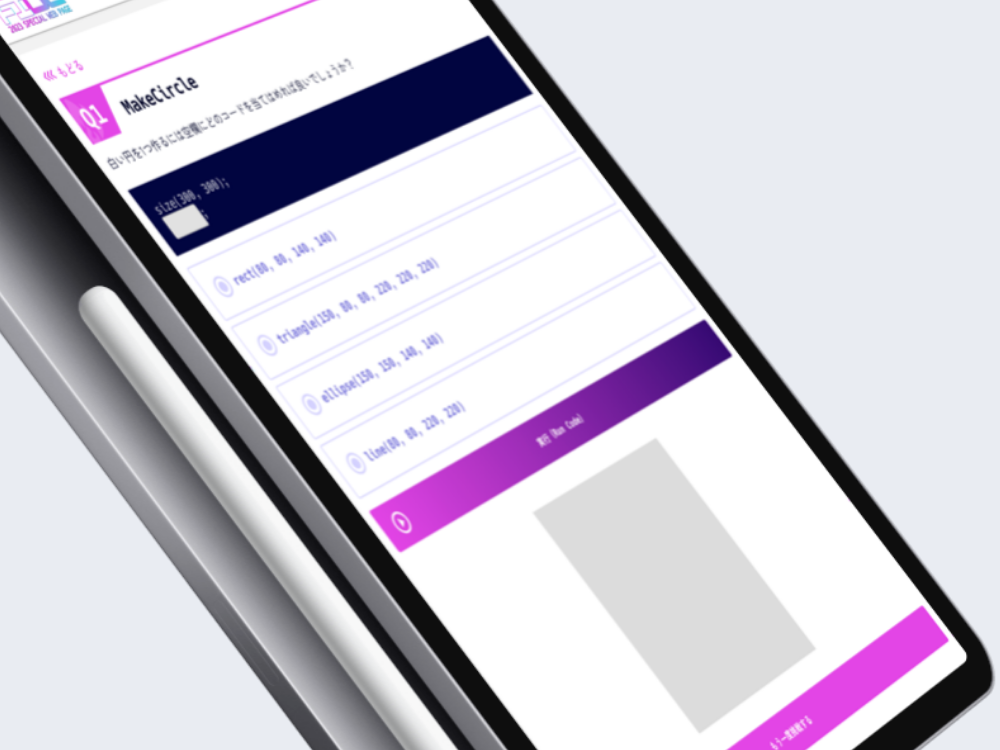 2023 SPECIAL WEB PAGE
もどる
Q1 MakeCircle
白い円を1つ作るには空欄にどのコードを当てはめれば良いでしょうか？
size(300, 300);
;
rect(80, 80, 140, 140)
triangle(150, 80, 80, 220, 220, 220)
ellipse(150, 150, 140, 140)
line(80, 80, 220, 220)
実行 (Run Code)
もう一度挑戦する